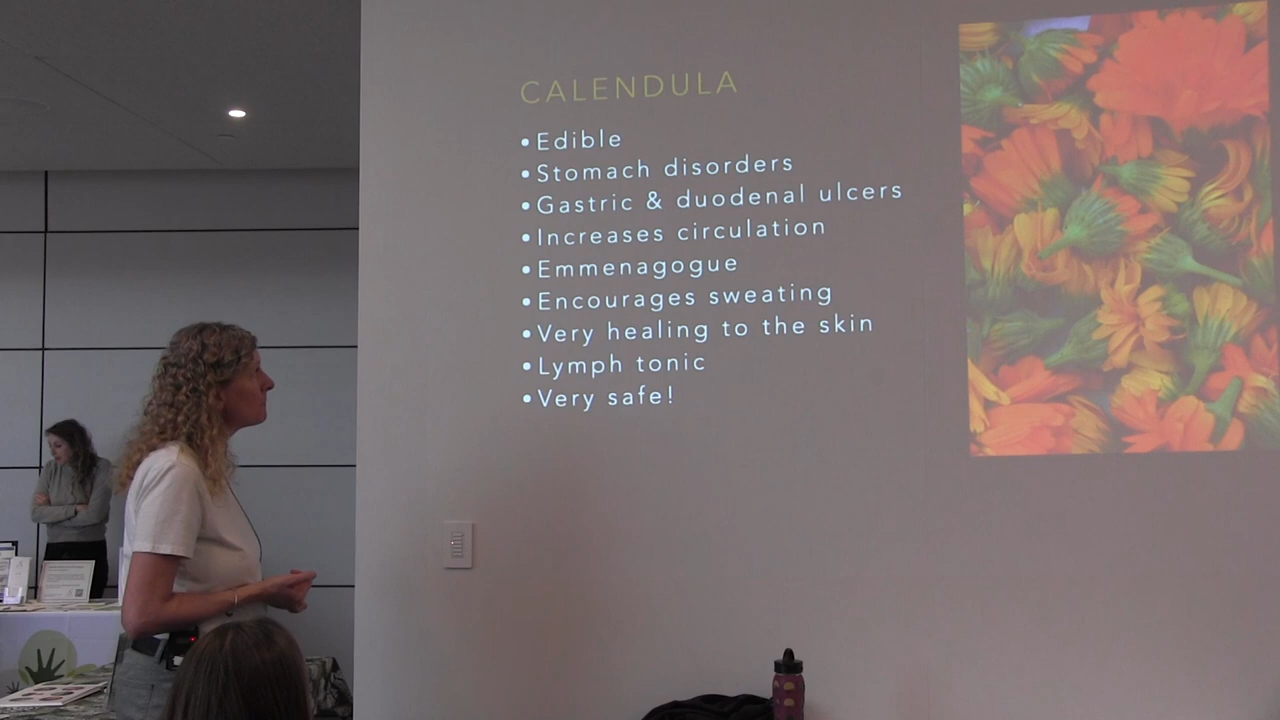 CALENDULA
• Edible
• Stomach disorders
• Gastric & duodenal ulcers
• Increases circulation
• Emmenagogue
• Encourages sweating
• Very healing to the skin
• Lymph tonic
• Very safe!